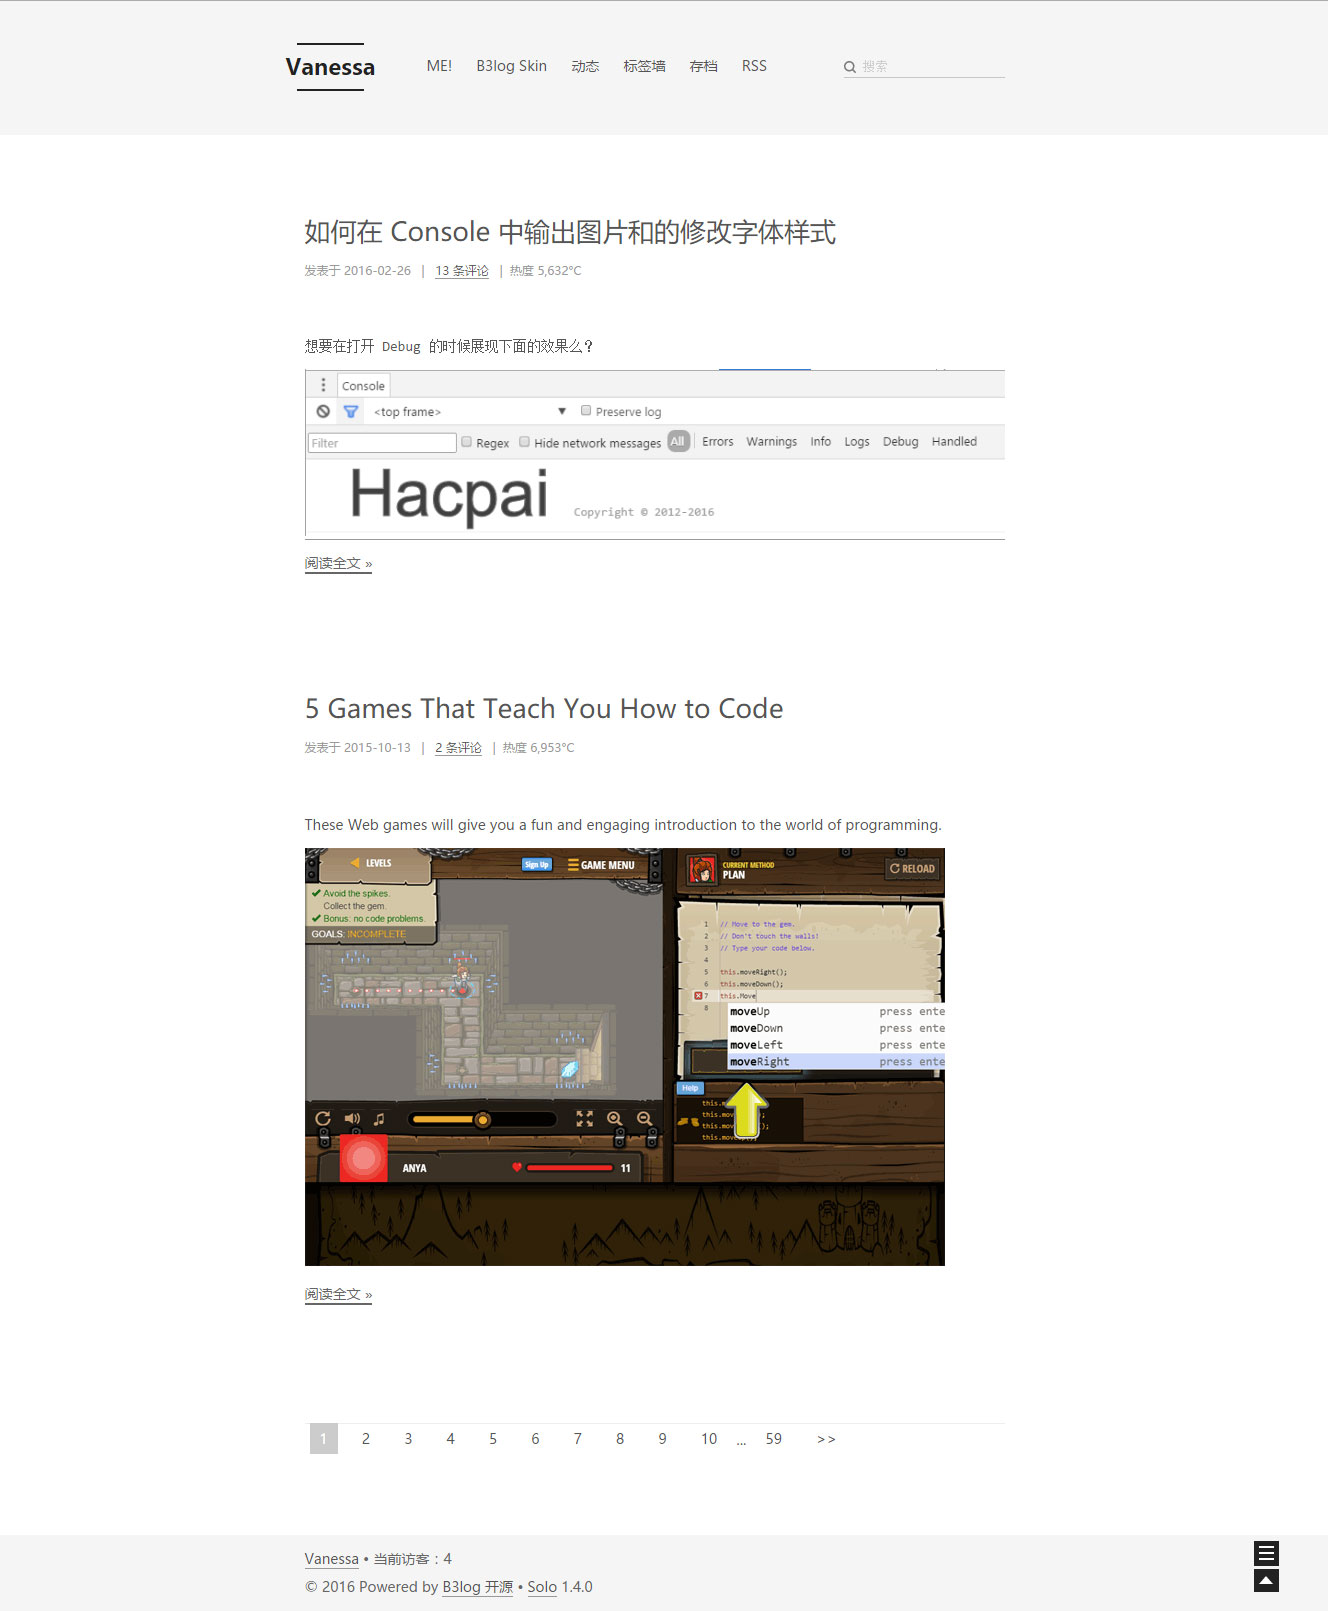 Vanessa
ME! B3log Skin 动态 标签墙 存档 RSS
搜索
如何在 Console 中输出图片和的修改字体样式
发表于 2016-02-26 | 13 条评论 | 热度 5,632°C
想要在打开 Debug 的时候展现下面的效果么？
Console
<top frame> ▼ Preserve log
Filter Regex Hide network messages All Errors Warnings Info Logs Debug Handled
Hacpai Copyright © 2012-2016
阅读全文 »
5 Games That Teach You How to Code
发表于 2015-10-13 | 2 条评论 | 热度 6,953°C
These Web games will give you a fun and engaging introduction to the world of programming.
LEVELS
Sign Up
GAME MENU
Avoid the spikes.
Collect the gem.
Bonus: no code problems.
GOALS: INCOMPLETE
CURRENT METHOD
PLAN
RELOAD
1 // Move to the gem.
2 // Don't touch the walls!
3 // Type your code below.
4
5 this.moveRight();
6 this.moveDown();
7 this.Move
8
moveUp press ente
moveDown press ente
moveLeft press ente
moveRight press ente
Help
ANYA
11
阅读全文 »
1 2 3 4 5 6 7 8 9 10 ... 59 >>
Vanessa • 当前访客：4
© 2016 Powered by B3log 开源 • Solo 1.4.0